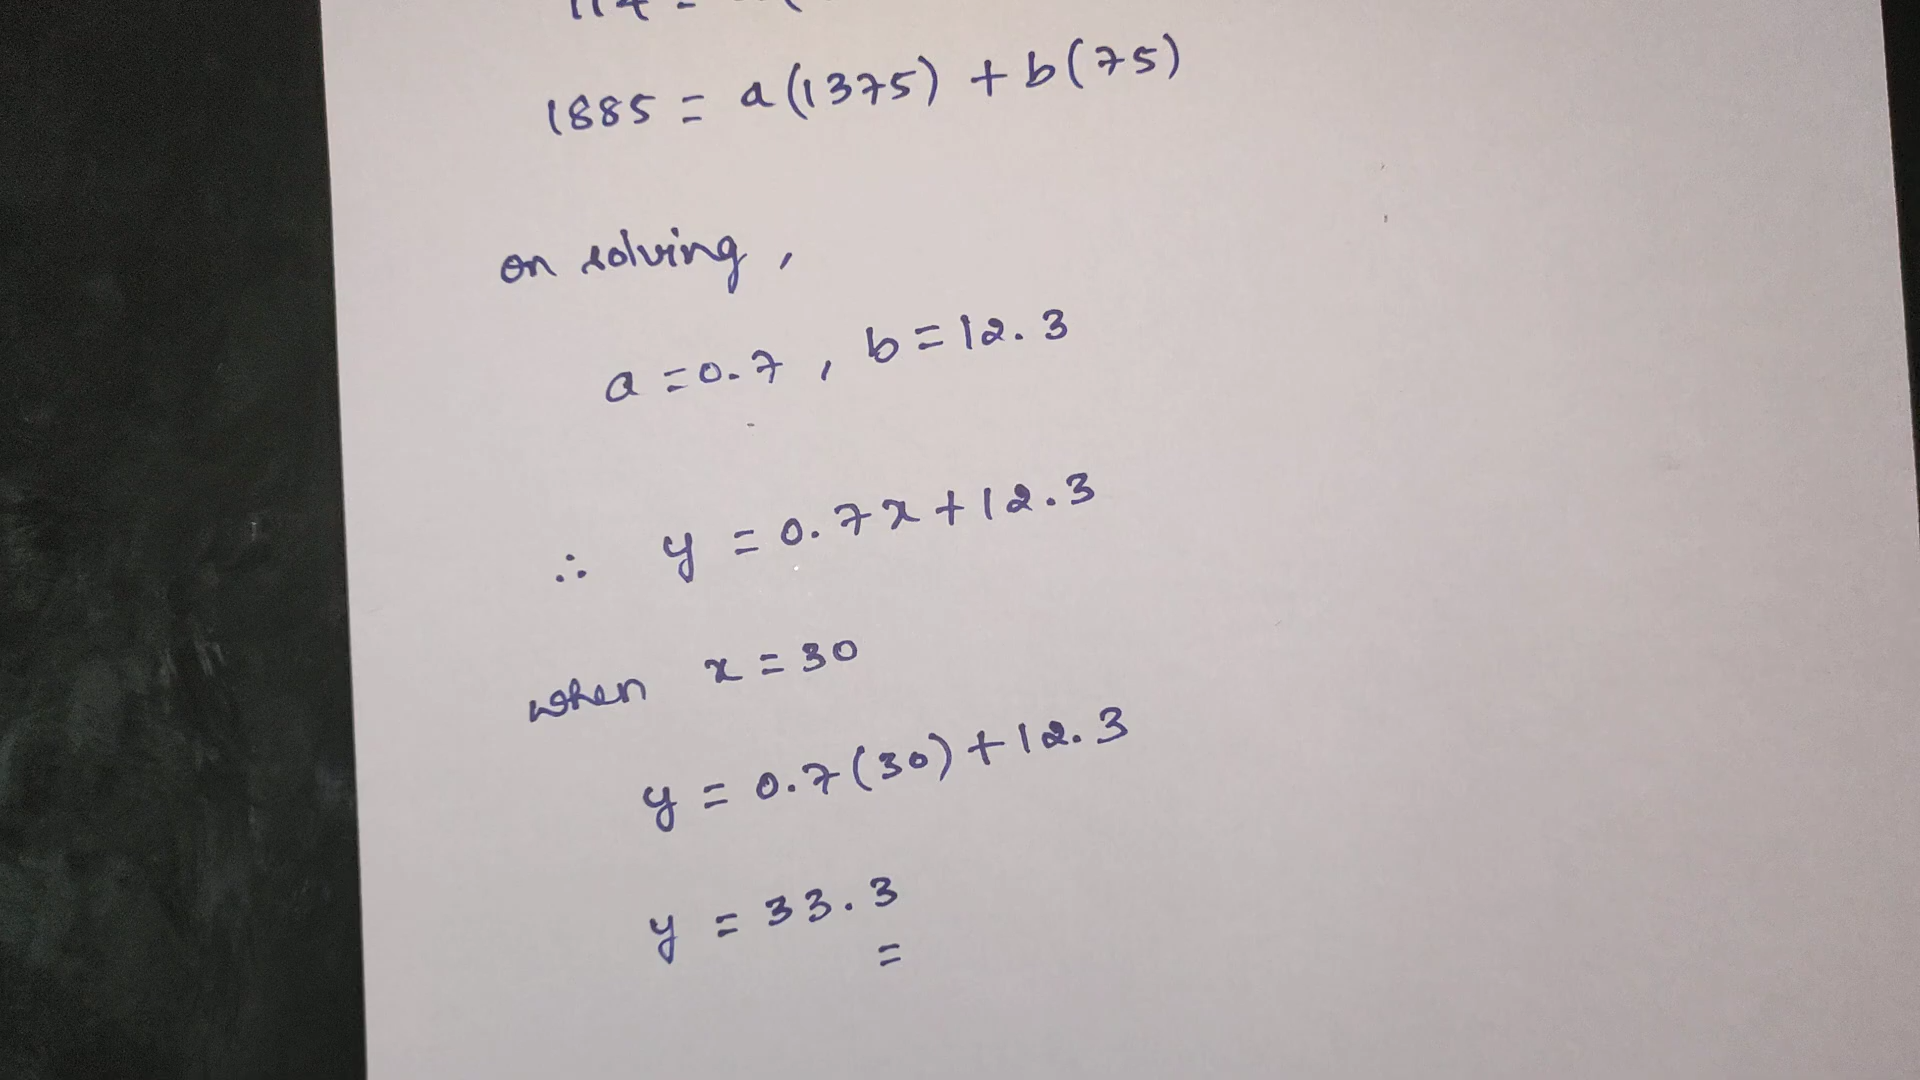 114 =
1885 = a(1375) + b(75)
on solving,
a = 0.7, b = 12.3
∴ y = 0.7x + 12.3
when x = 30
y = 0.7(30) + 12.3
y = 33.3
=